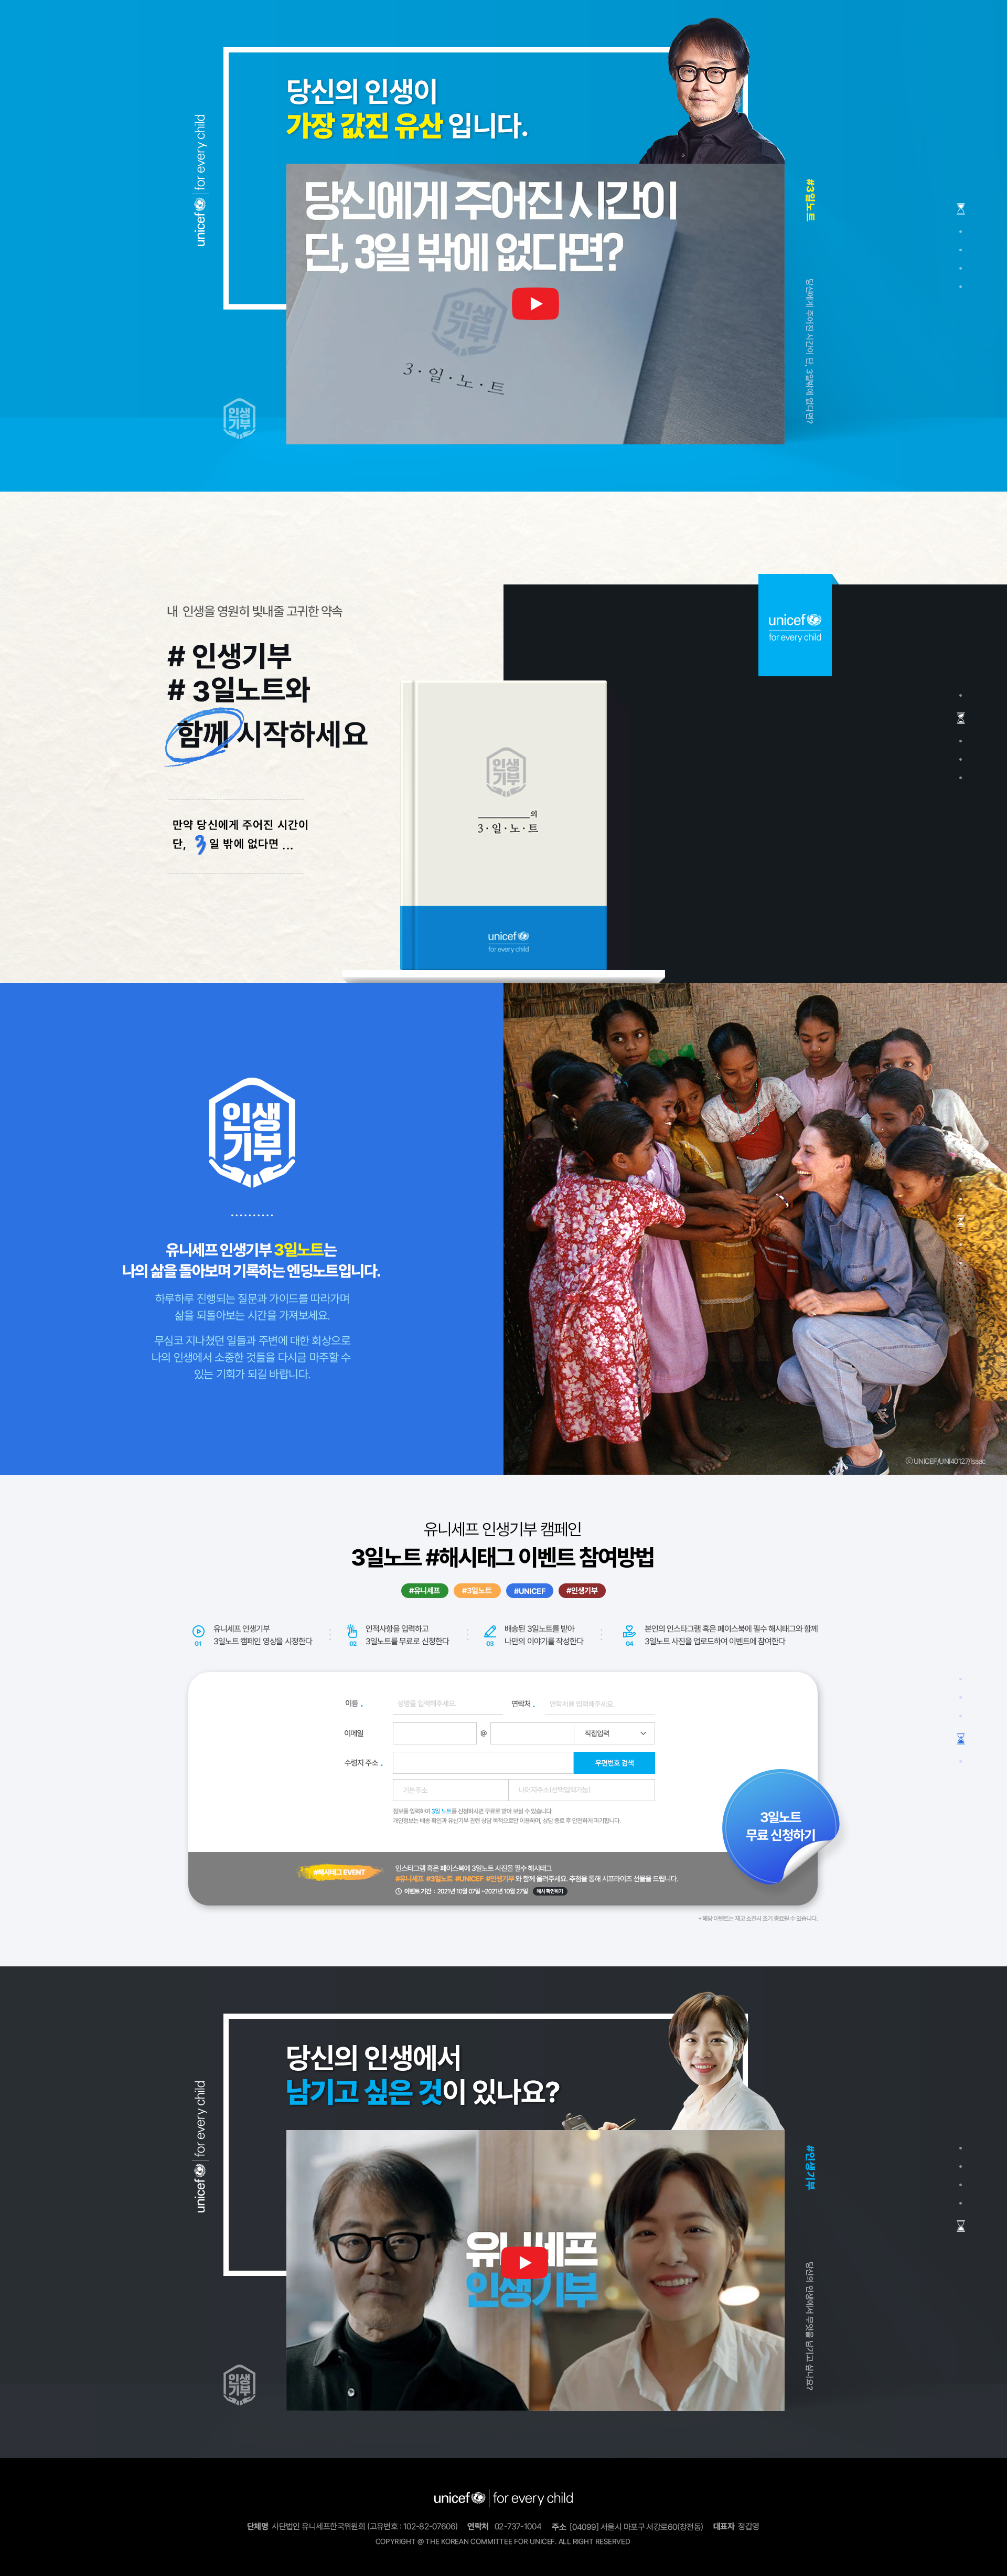 당신의 인생이
가장 값진 유산 입니다.
unicef for every child
당신에게 주어진 시간이
단, 3일 밖에 없다면?
인생
기부
3·일·노·트
#3일노트
당신에게 주어진 시간이 단, 3일밖에 없다면?
인생
기부
내 인생을 영원히 빛내줄 고귀한 약속
# 인생기부
# 3일노트와
함께 시작하세요
만약 당신에게 주어진 시간이
단, 3일 밖에 없다면 ...
unicef
for every child
인생
기부
의
3·일·노·트
unicef
for every child
인생
기부
유니세프 인생기부 3일노트는
나의 삶을 돌아보며 기록하는 엔딩노트입니다.
하루하루 진행되는 질문과 가이드를 따라가며
삶을 되돌아보는 시간을 가져보세요.
무심코 지나쳤던 일들과 주변에 대한 회상으로
나의 인생에서 소중한 것들을 다시금 마주할 수
있는 기회가 되길 바랍니다.
ⓒ UNICEF/UNI40127/Isaac
유니세프 인생기부 캠페인
3일노트 #해시태그 이벤트 참여방법
#유니세프 #3일노트 #UNICEF #인생기부
01 유니세프 인생기부
3일노트 캠페인 영상을 시청한다
02 인적사항을 입력하고
3일노트를 무료로 신청한다
03 배송된 3일노트를 받아
나만의 이야기를 작성한다
04 본인의 인스타그램 혹은 페이스북에 필수 해시태그와 함께
3일노트 사진을 업로드하여 이벤트에 참여한다
이름 성명을 입력해주세요. 연락처 연락처를 입력해주세요.
이메일 @ 직접입력
수령지 주소 우편번호 검색
기본주소 나머지주소(선택입력가능)
정보를 입력하여 3일 노트을 신청하시면 무료로 받아 보실 수 있습니다.
개인정보는 배송 확인과 유산기부 관련 상담 목적으로만 이용하며, 상담 종료 후 안전하게 파기합니다.
3일노트
무료 신청하기
#해시태그 EVENT
인스타그램 혹은 페이스북에 3일노트 사진을 필수 해시태그
#유니세프 #3일노트 #UNICEF #인생기부 와 함께 올려주세요. 추첨을 통해 서프라이즈 선물을 드립니다.
이벤트 기간 : 2021년 10월 07일 ~2021년 10월 27일 예시 확인하기
*해당 이벤트는 재고 소진시 조기 종료될 수 있습니다.
당신의 인생에서
남기고 싶은 것이 있나요?
unicef for every child
유니세프
인생기부
#인생기부
당신의 인생에서 무엇을 남기고 싶나요?
인생
기부
unicef for every child
단체명 사단법인 유니세프한국위원회 (고유번호 : 102-82-07606) 연락처 02-737-1004 주소 [04099] 서울시 마포구 서강로60(창전동) 대표자 정갑영
COPYRIGHT @ THE KOREAN COMMITTEE FOR UNICEF. ALL RIGHT RESERVED